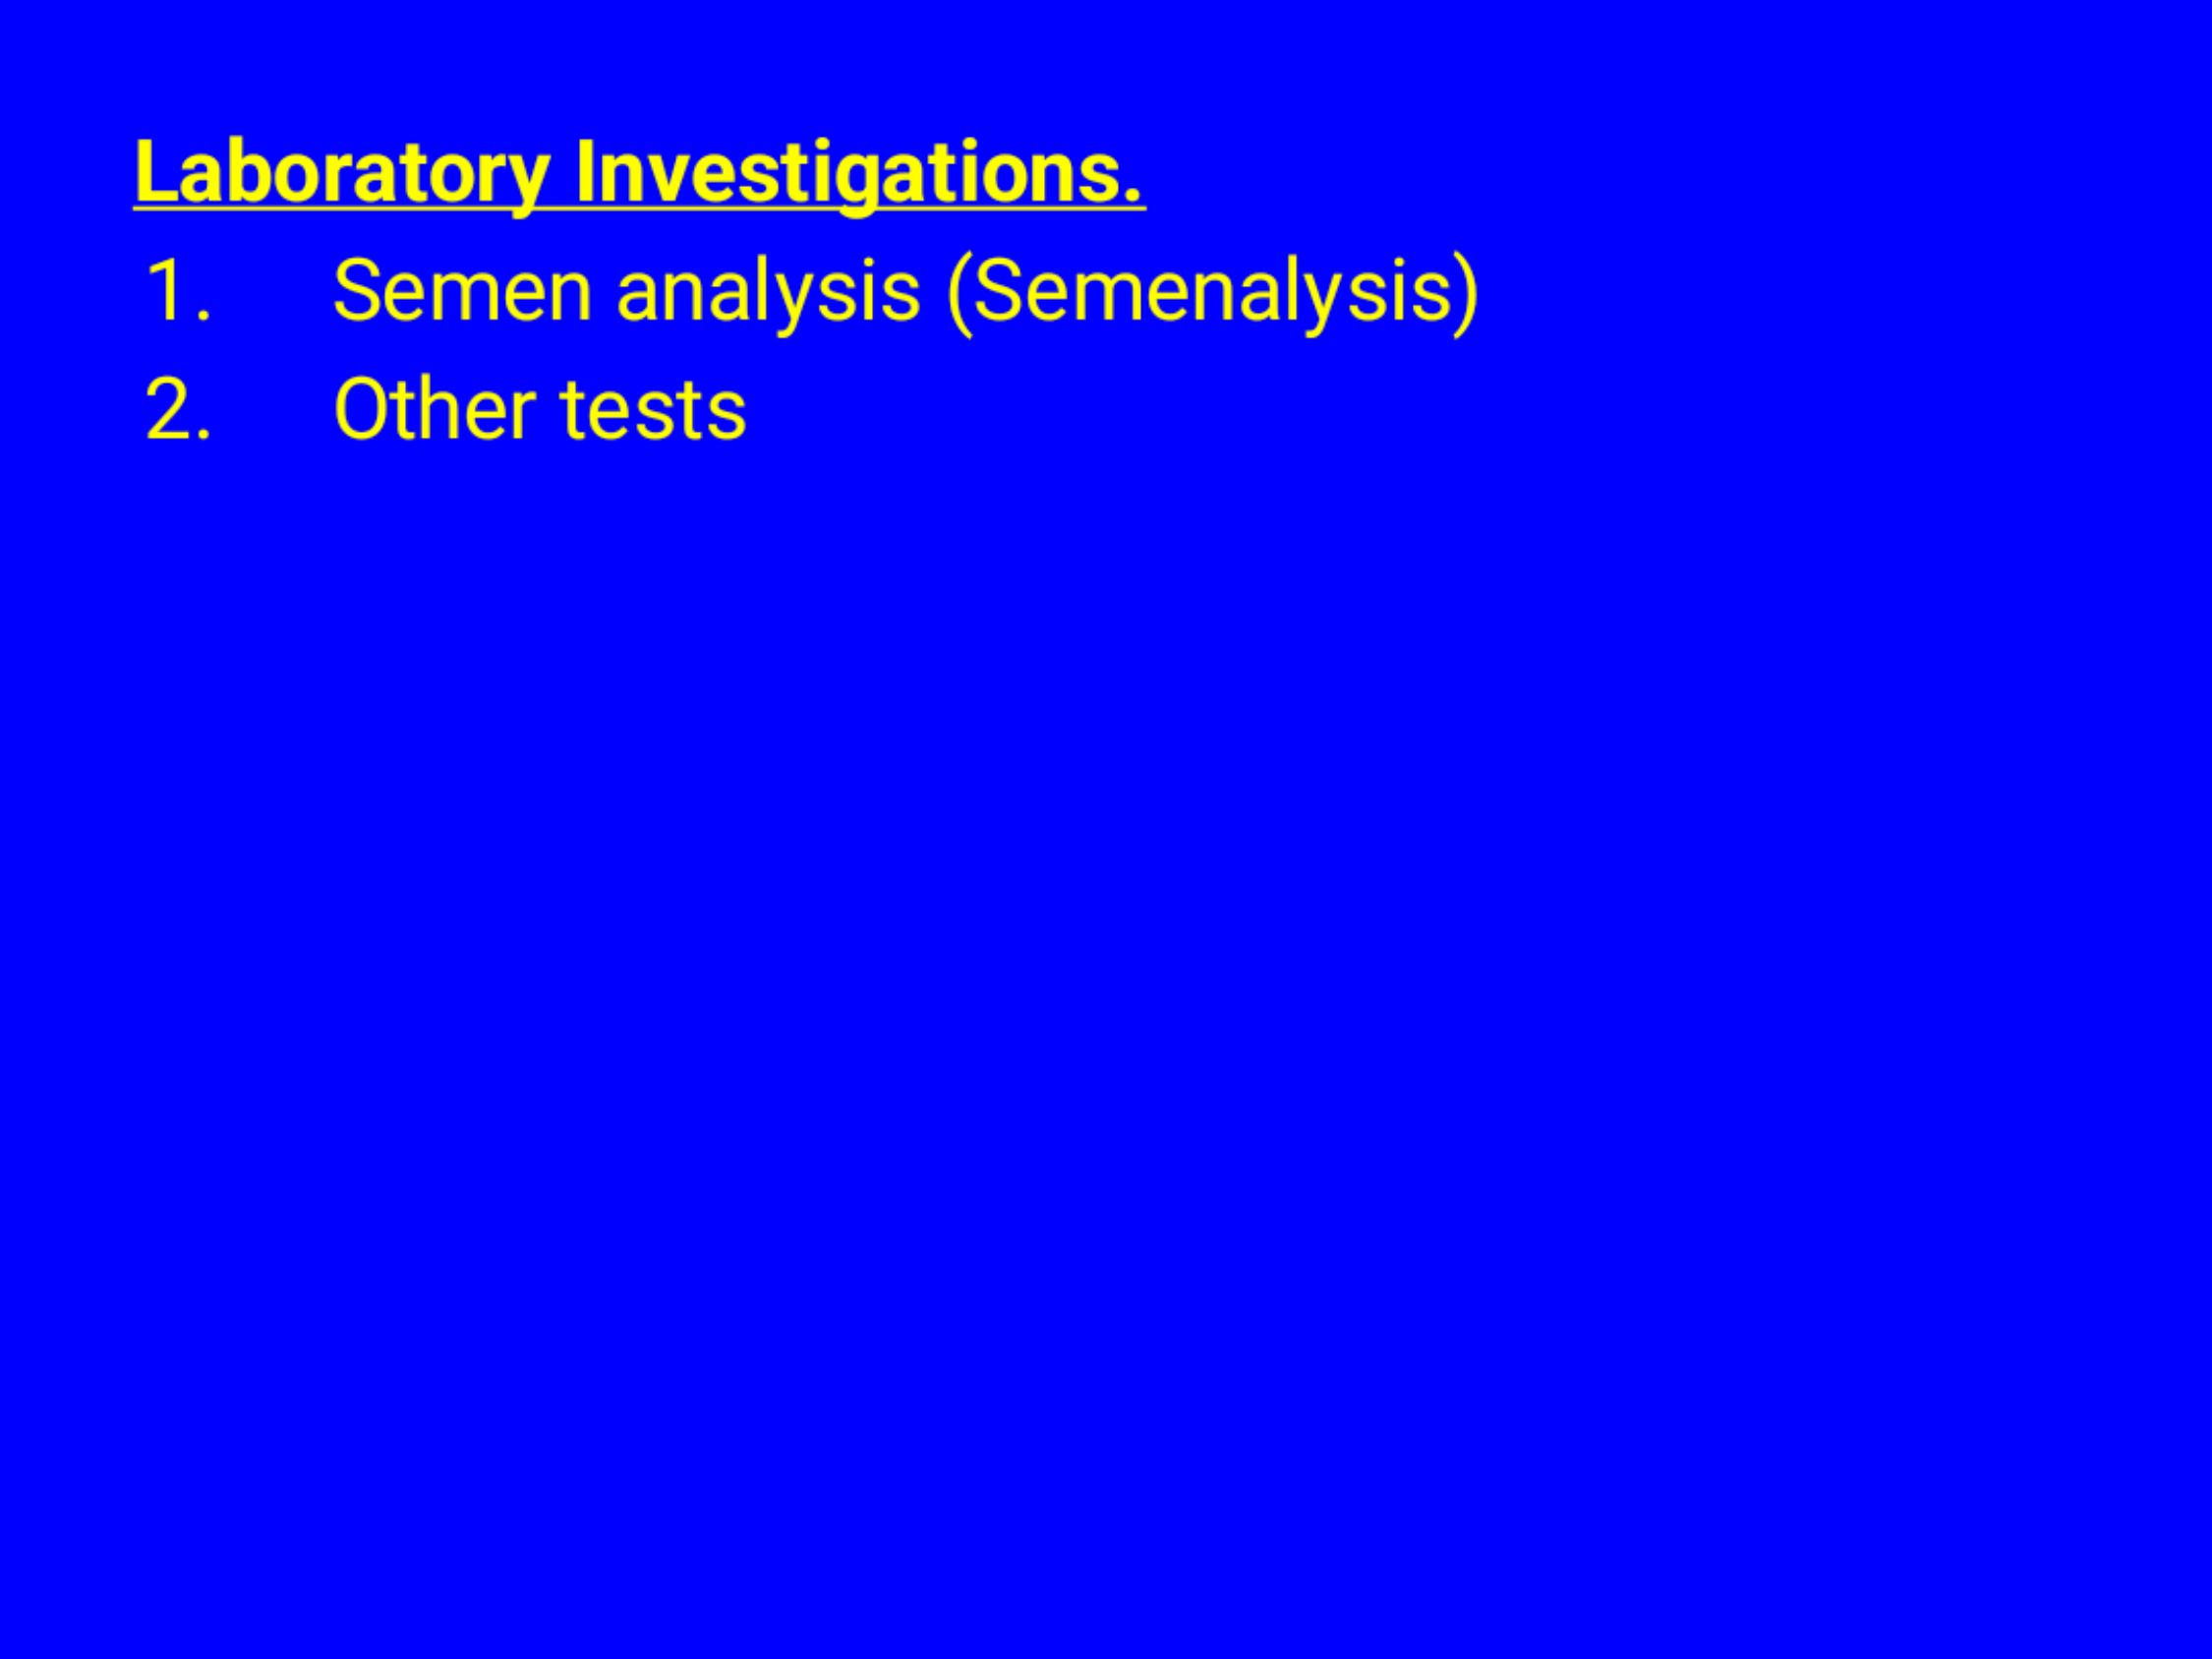 Laboratory Investigations.
1. Semen analysis (Semenalysis)
2. Other tests